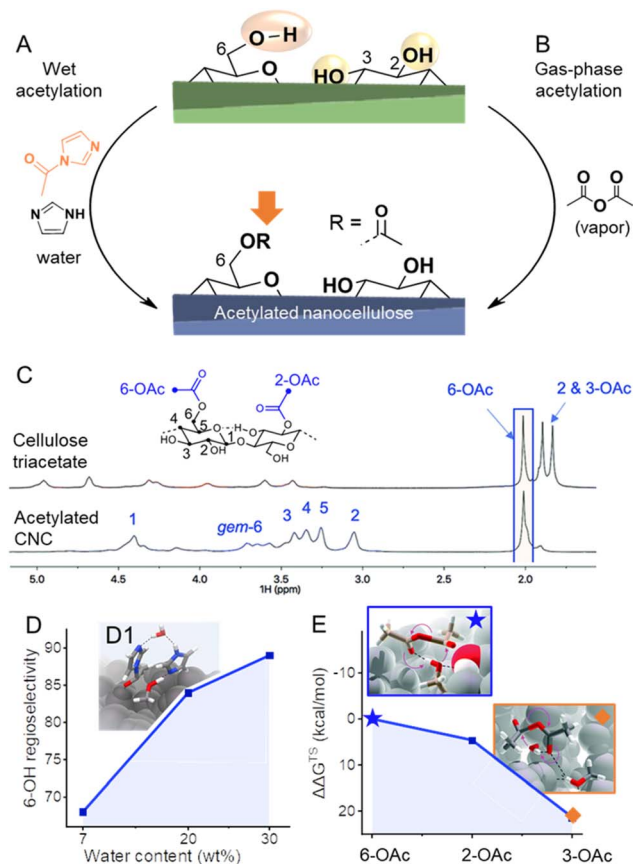 A
Wet
acetylation
water
6
O-H
O
HO
3
2
OH
B
Gas-phase
acetylation
O
N
N
N
NH
O
O
O
(vapor)
R =
O
6
OR
O
HO
OH
Acetylated nanocellulose
C
6-OAc
2-OAc
O
O
O
O
6
4
5
O
H
O
HO
3
2
OH
1
O
O
OH
6-OAc
2 & 3-OAc
Cellulose
triacetate
Acetylated
CNC
1
gem-6
3
4
5
2
5.0
4.5
4.0
3.5
3.0
2.5
2.0
1H (ppm)
D
D1
6-OH regioselectivity
90
85
80
75
70
7
20
30
Water content (wt%)
E
ΔΔG^TS (kcal/mol)
-10
0
10
20
6-OAc
2-OAc
3-OAc